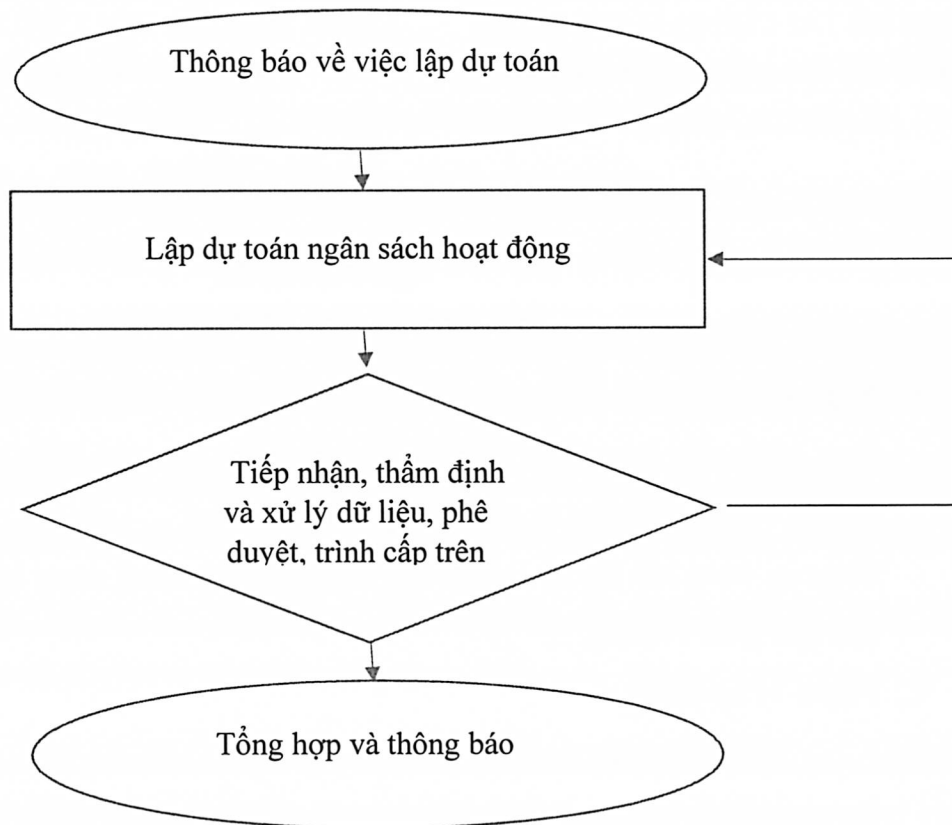 Thông báo về việc lập dự toán
Lập dự toán ngân sách hoạt động
Tiếp nhận, thẩm định
và xử lý dữ liệu, phê
duyệt, trình cấp trên
Tổng hợp và thông báo